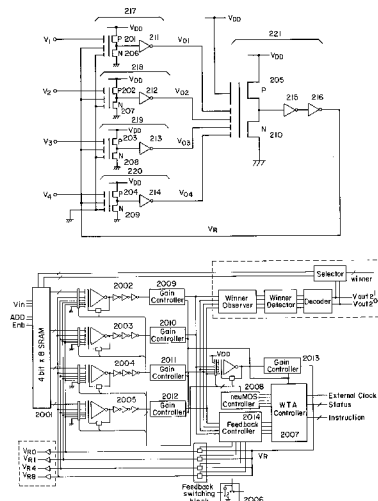 217
VDD
V1
P
201
211
N
206
VO1
218
VDD
V2
P
202
212
N
207
VO2
219
VDD
V3
P
203
213
N
208
VO3
220
VDD
V4
P
204
214
N
209
VO4
VDD
221
VDD
205
P
215
216
N
210
VR
Selector
winner
Winner Observer
Winner Detector
Decoder
Vout1
Vout2
Vin
ADD
Enb
4 bit x 8 SRAM
2001
2002
2009
Gain Controller
2003
2010
Gain Controller
2004
2011
Gain Controller
2005
2012
Gain Controller
VDD
2013
Gain Controller
2008
neuMOS Controller
2014
Feedback Controller
WTA Controller
2007
External Clock
Status
Instruction
VR0
VR1
VR4
VR8
VR
Feedback switching block
2006